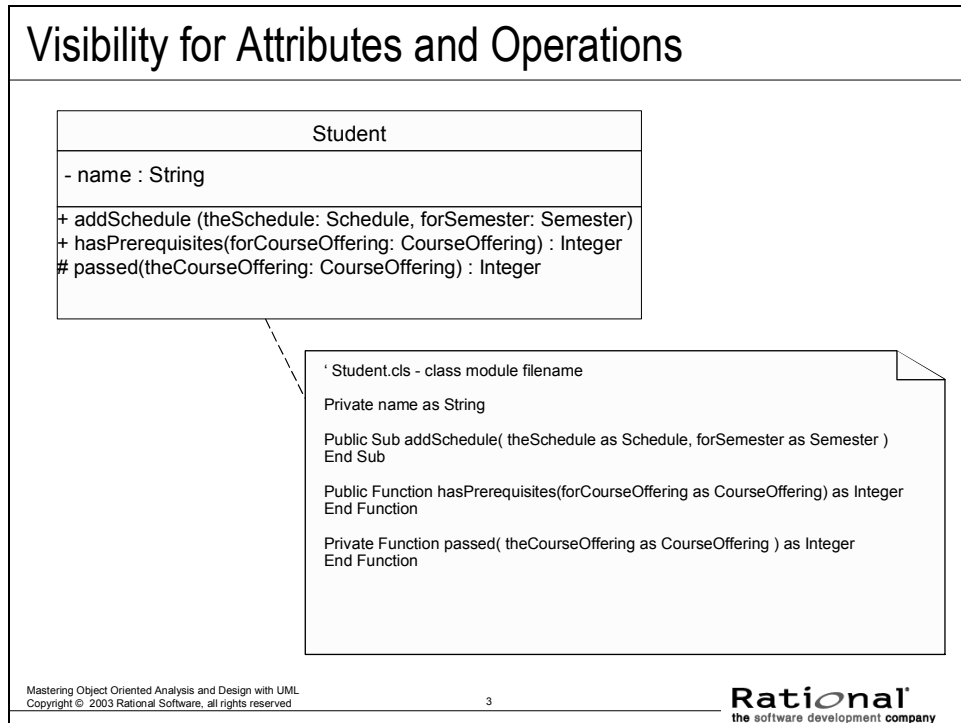 Visibility for Attributes and Operations
Student
- name : String
+ addSchedule (theSchedule: Schedule, forSemester: Semester)
+ hasPrerequisites(forCourseOffering: CourseOffering) : Integer
# passed(theCourseOffering: CourseOffering) : Integer
‘ Student.cls - class module filename
Private name as String
Public Sub addSchedule( theSchedule as Schedule, forSemester as Semester )
End Sub
Public Function hasPrerequisites(forCourseOffering as CourseOffering) as Integer
End Function
Private Function passed( theCourseOffering as CourseOffering ) as Integer
End Function
Mastering Object Oriented Analysis and Design with UML
Copyright © 2003 Rational Software, all rights reserved
3
Rational®
the software development company